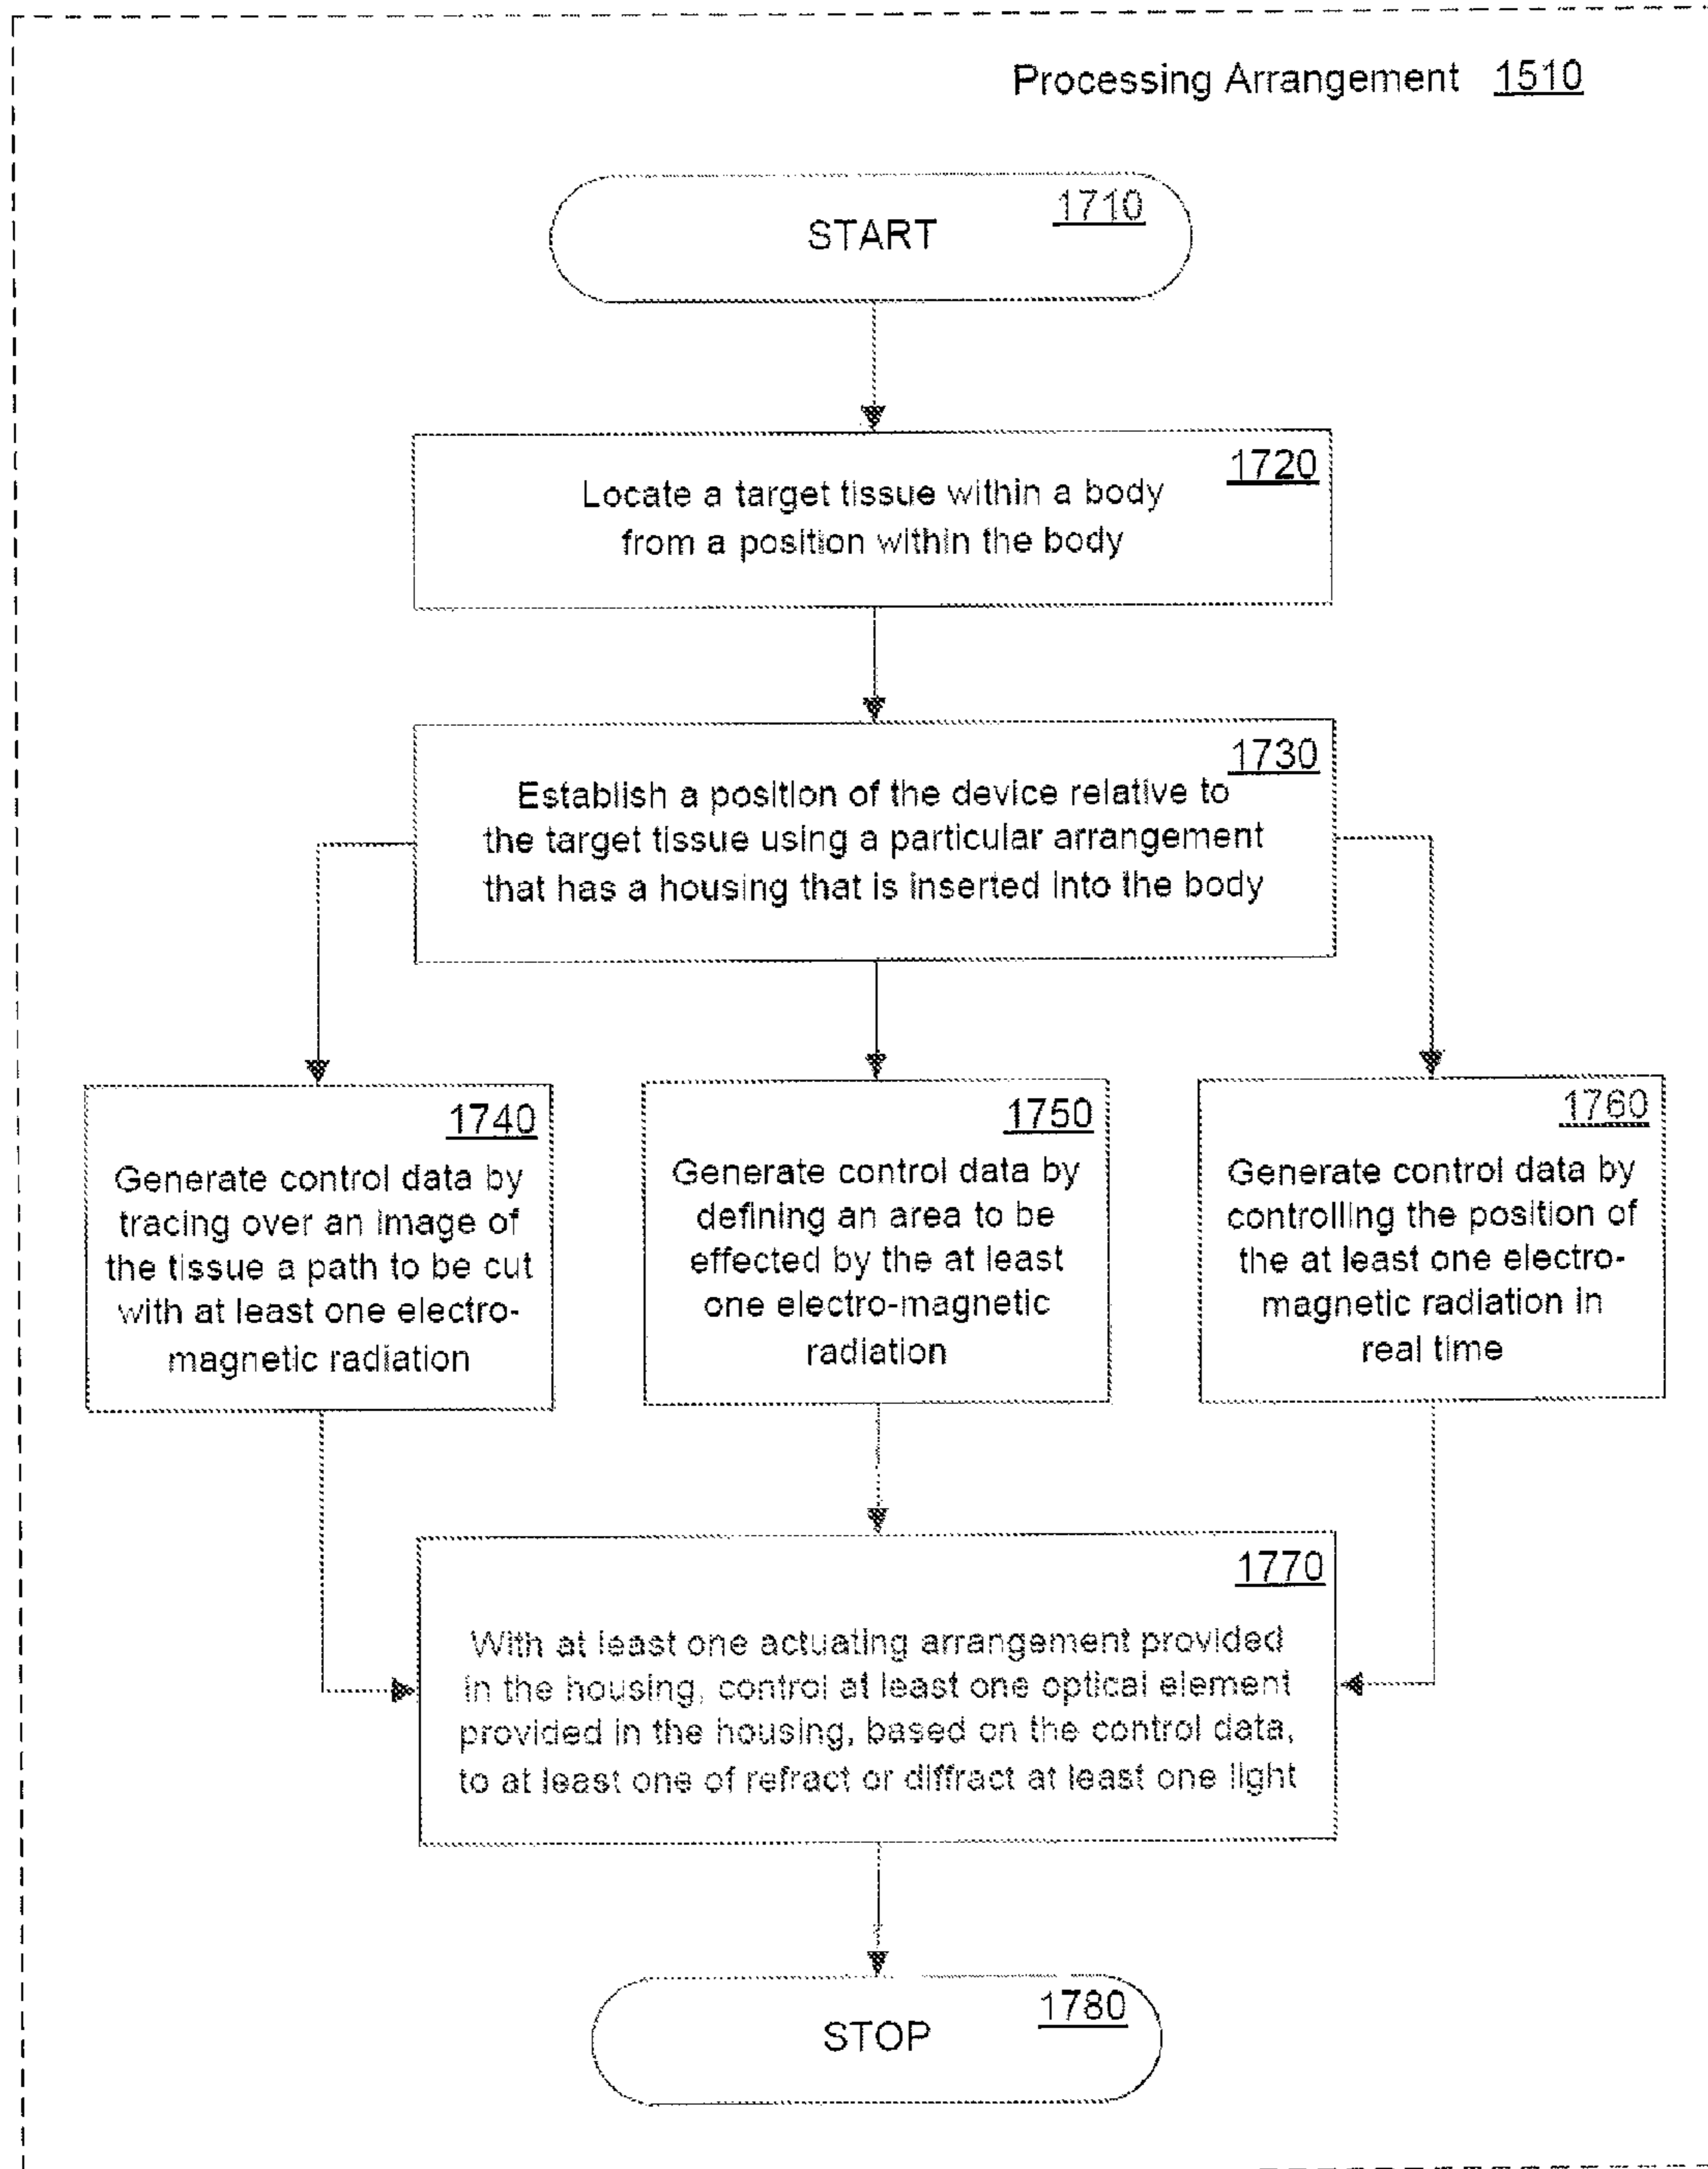 Processing Arrangement 1510
1710
START
1720
Locate a target tissue within a body
from a position within the body
1730
Establish a position of the device relative to
the target tissue using a particular arrangement
that has a housing that is inserted into the body
1740
Generate control data by
tracing over an image of
the tissue a path to be cut
with at least one electro-
magnetic radiation
1750
Generate control data by
defining an area to be
effected by the at least
one electro-magnetic
radiation
1760
Generate control data by
controlling the position of
the at least one electro-
magnetic radiation in
real time
1770
With at least one actuating arrangement provided
in the housing, control at least one optical element
provided in the housing, based on the control data,
to at least one of refract or diffract at least one light
1780
STOP